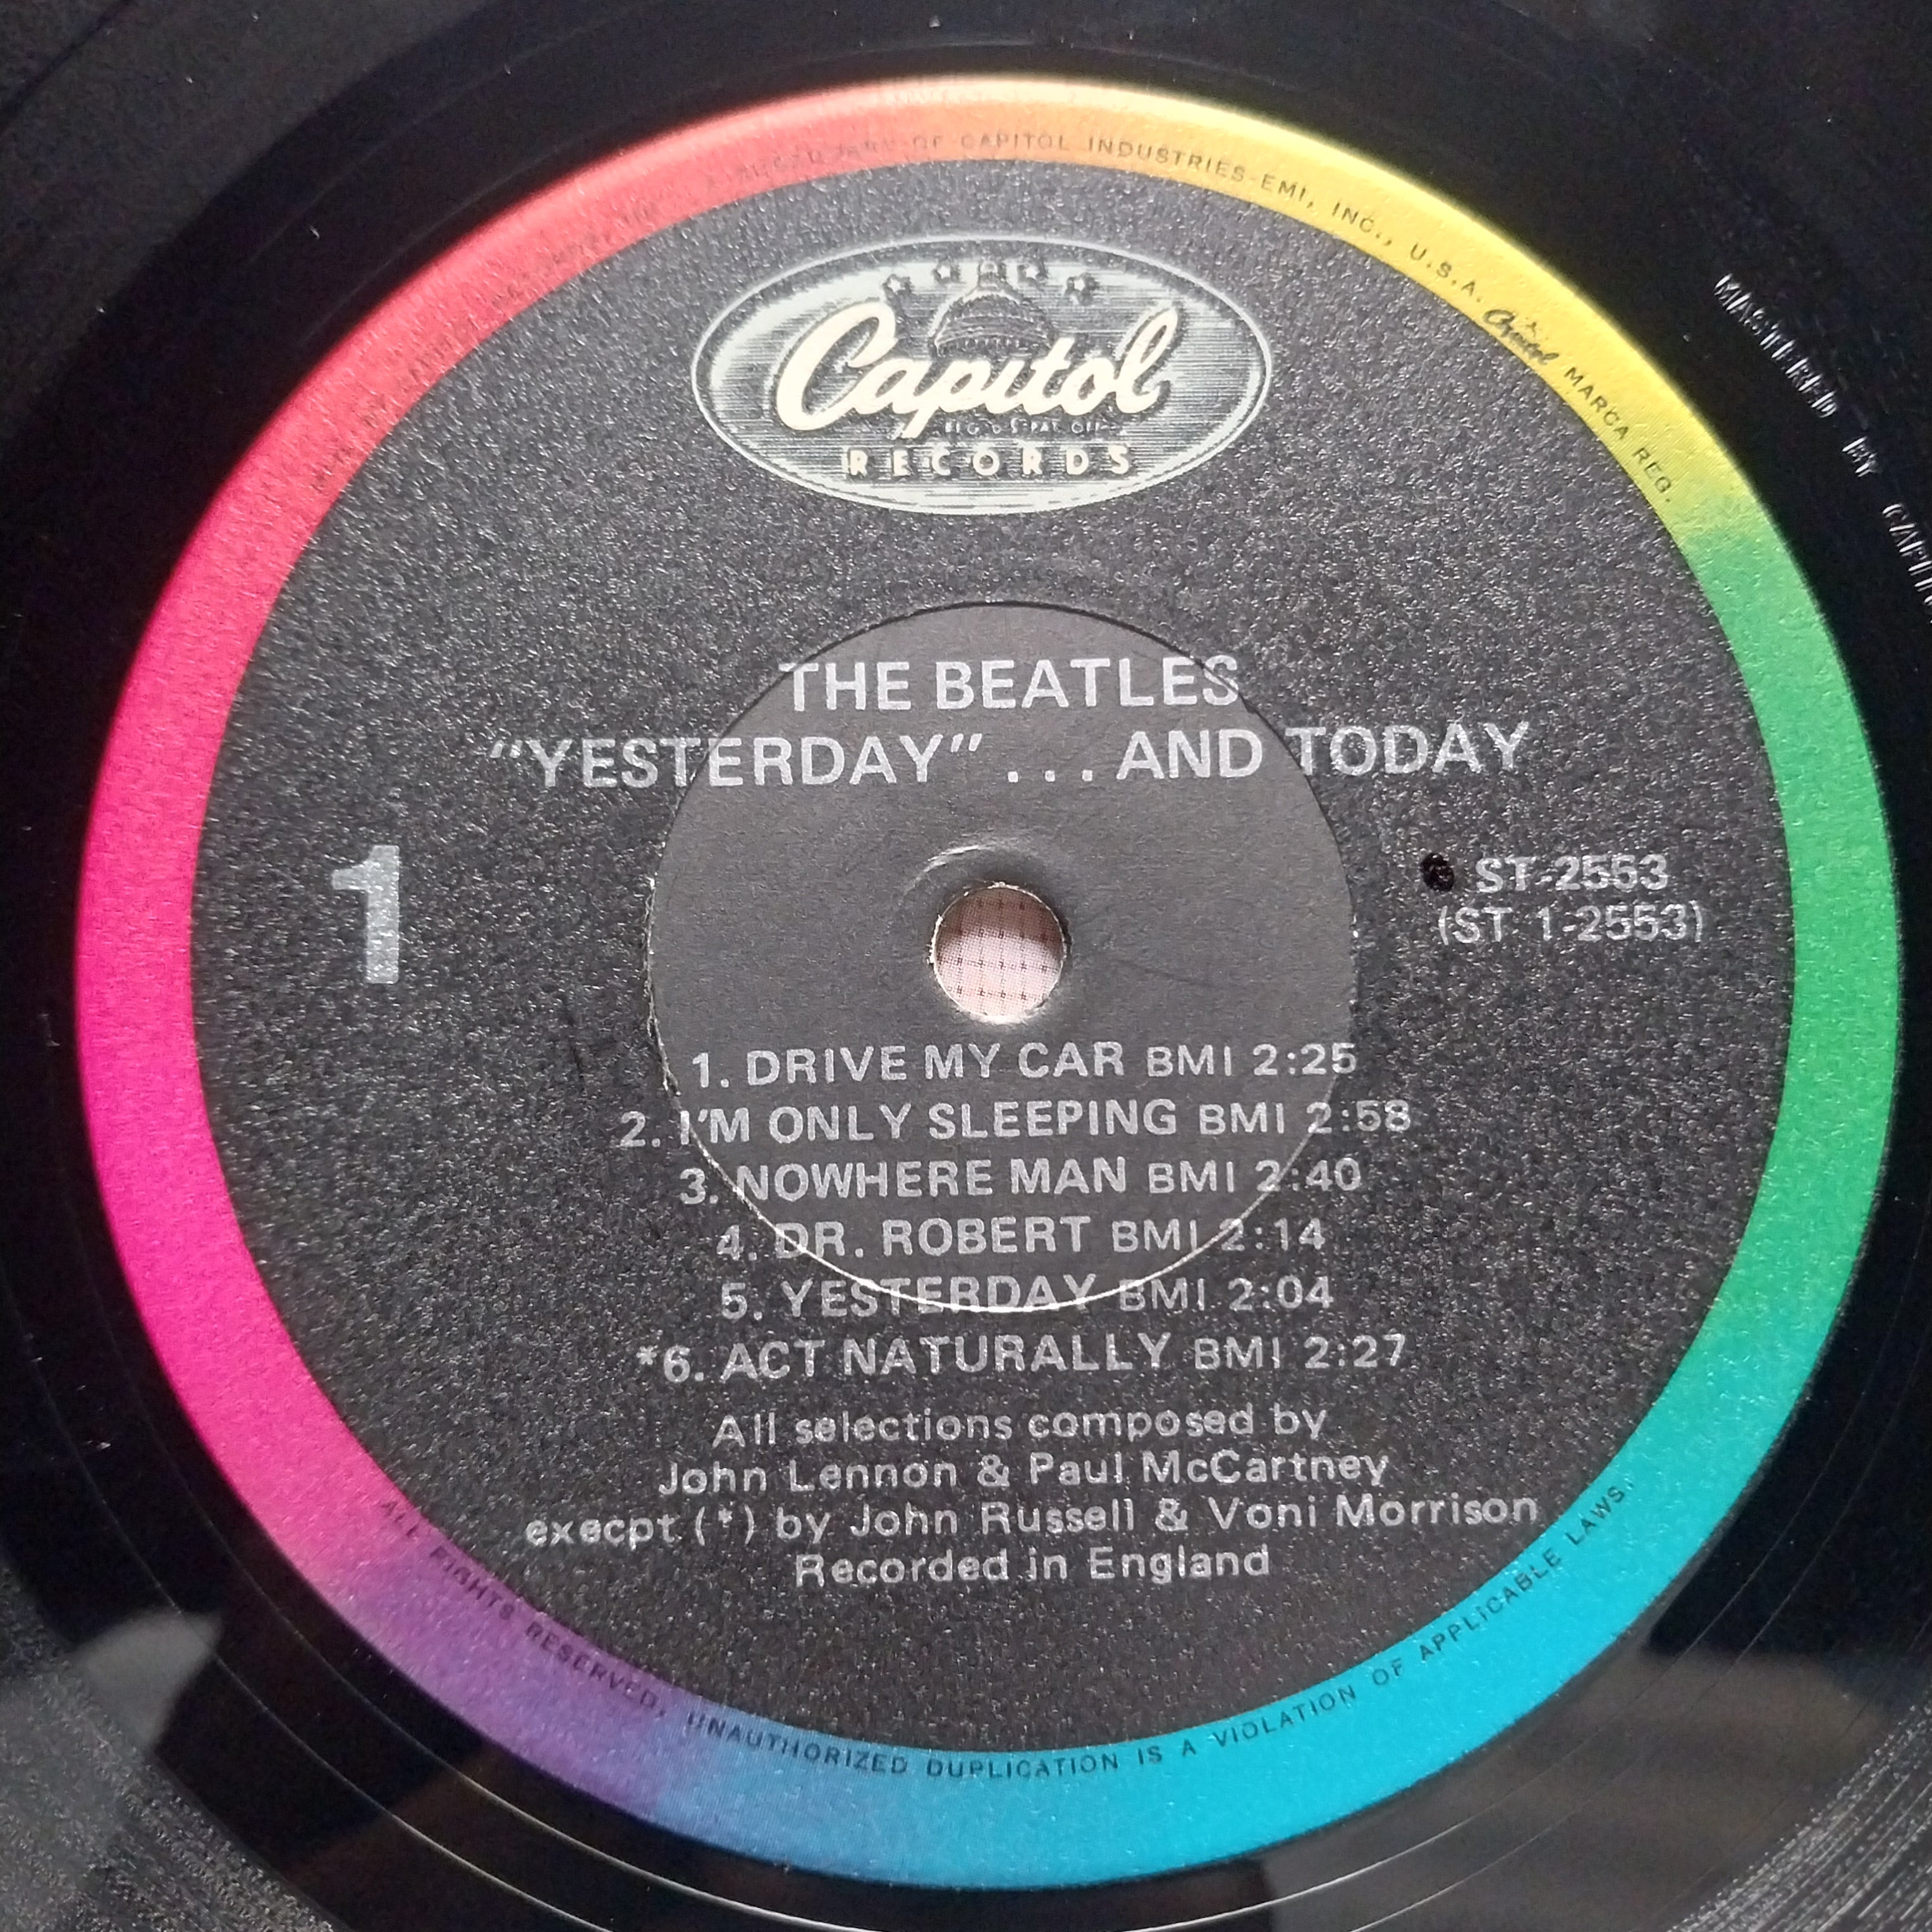 OF CAPITOL INDUSTRIES-EMI, INC., U.S.A. Capitol MARCA REG.
Capitol
RECORDS
MASTERED BY
THE BEATLES
"YESTERDAY" ... AND TODAY
1
ST-2553
(ST 1-2553)
1. DRIVE MY CAR BMI 2:25
2. I'M ONLY SLEEPING BMI 2:58
3. NOWHERE MAN BMI 2:40
4. DR. ROBERT BMI 2:14
5. YESTERDAY BMI 2:04
*6. ACT NATURALLY BMI 2:27
All selections composed by
John Lennon & Paul McCartney
execpt (*) by John Russell & Voni Morrison
Recorded in England
ALL RIGHTS RESERVED, UNAUTHORIZED DUPLICATION IS A VIOLATION OF APPLICABLE LAWS.